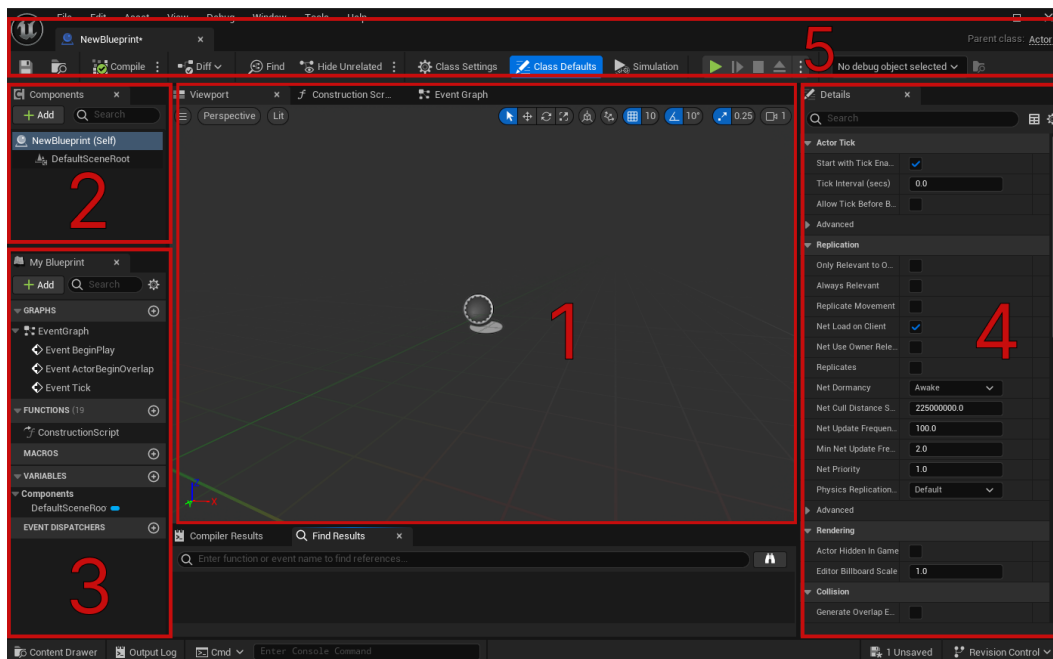 File Edit Asset View Debug Window Tools Help
NewBlueprint•
Parent class: Actor
5
Compile Diff Find Hide Unrelated Class Settings Class Defaults Simulation No debug object selected
Components
+ Add Search
NewBlueprint (Self)
DefaultSceneRoot
2
My Blueprint
+ Add Search
GRAPHS
EventGraph
Event BeginPlay
Event ActorBeginOverlap
Event Tick
FUNCTIONS (19
ConstructionScript
MACROS
VARIABLES
Components
DefaultSceneRoo
EVENT DISPATCHERS
3
Viewport Construction Scr... Event Graph
Perspective Lit 10 10° 0.25 1
1
X
Compiler Results Find Results
Enter function or event name to find references...
Details
Search
Actor Tick
Start with Tick Ena...
Tick Interval (secs) 0.0
Allow Tick Before B...
Advanced
Replication
Only Relevant to O...
Always Relevant
Replicate Movement
Net Load on Client
Net Use Owner Rele...
Replicates
Net Dormancy Awake
Net Cull Distance S... 225000000.0
Net Update Frequen... 100.0
Min Net Update Fre... 2.0
Net Priority 1.0
Physics Replication... Default
Advanced
4
Rendering
Actor Hidden In Game
Editor Billboard Scale 1.0
Collision
Generate Overlap E...
Content Drawer Output Log Cmd Enter Console Command 1 Unsaved Revision Control